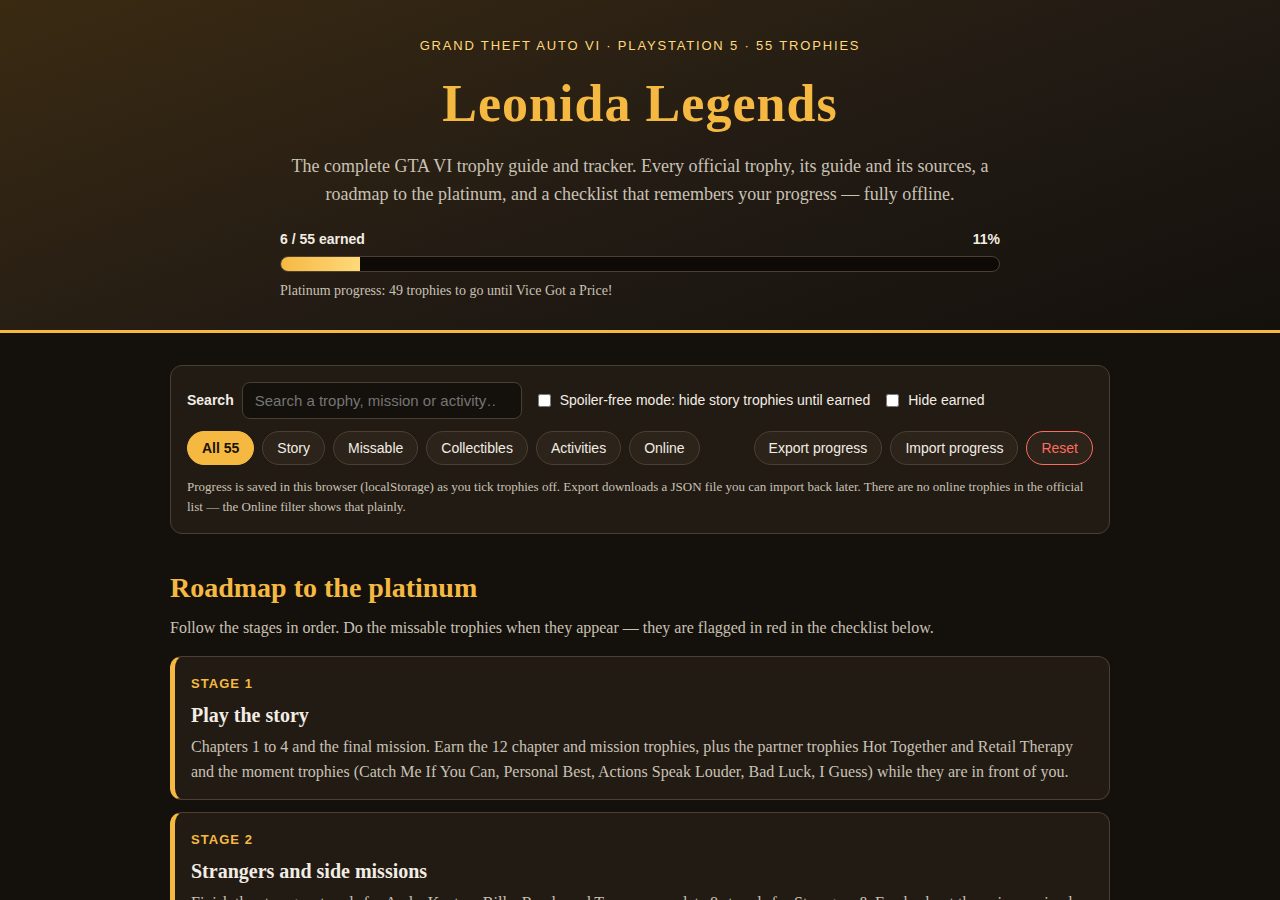 GRAND THEFT AUTO VI · PLAYSTATION 5 · 55 TROPHIES
Leonida Legends
The complete GTA VI trophy guide and tracker. Every official trophy, its guide and its sources, a
roadmap to the platinum, and a checklist that remembers your progress — fully offline.
6 / 55 earned 11%
Platinum progress: 49 trophies to go until Vice Got a Price!
Search Search a trophy, mission or activity… Spoiler-free mode: hide story trophies until earned Hide earned
All 55 Story Missable Collectibles Activities Online Export progress Import progress Reset
Progress is saved in this browser (localStorage) as you tick trophies off. Export downloads a JSON file you can import back later. There are no online trophies in the official
list — the Online filter shows that plainly.
Roadmap to the platinum
Follow the stages in order. Do the missable trophies when they appear — they are flagged in red in the checklist below.
STAGE 1
Play the story
Chapters 1 to 4 and the final mission. Earn the 12 chapter and mission trophies, plus the partner trophies Hot Together and Retail Therapy
and the moment trophies (Catch Me If You Can, Personal Best, Actions Speak Louder, Bad Luck, I Guess) while they are in front of you.
STAGE 2
Strangers and side missions